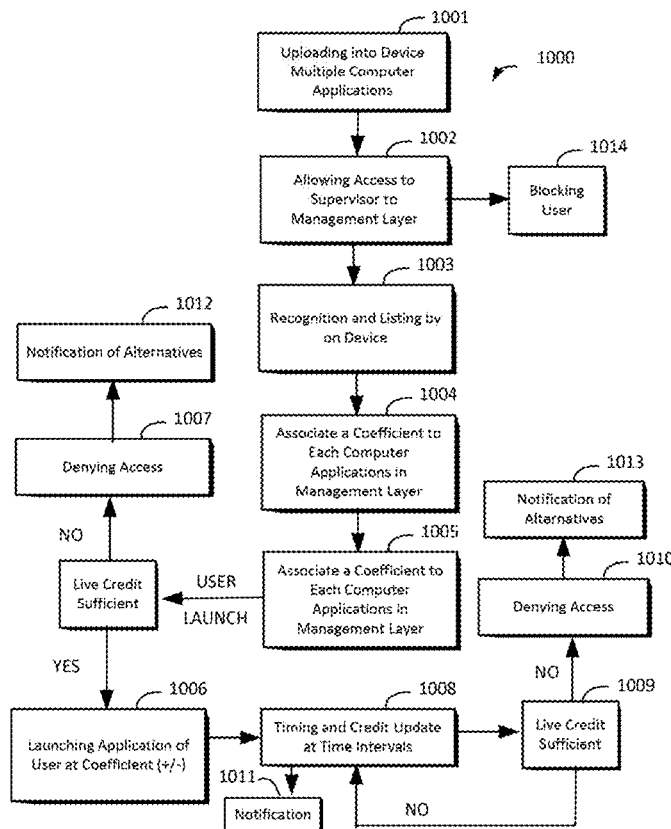 1001
Uploading into Device
Multiple Computer
Applications
1000
1002
Allowing Access to
Supervisor to
Management Layer
1014
Blocking
User
1003
Recognition and Listing by
on Device
1012
Notification of Alternatives
1004
Associate a Coefficient to
Each Computer
Applications in
Management Layer
1007
Denying Access
1013
Notification of
Alternatives
NO
1005
Associate a Coefficient to
Each Computer
Applications in
Management Layer
USER
LAUNCH
Live Credit
Sufficient
1010
Denying Access
YES
NO
1006
Launching Application of
User at Coefficient (+/-)
1008
Timing and Credit Update
at Time Intervals
1009
Live Credit
Sufficient
1011
Notification
NO